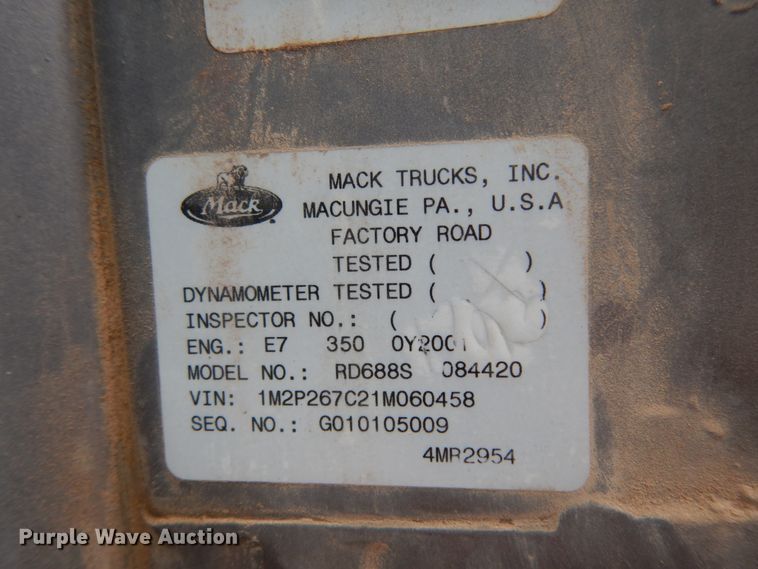 Mack
MACK TRUCKS, INC.
MACUNGIE PA., U.S.A
FACTORY ROAD
TESTED ( )
DYNAMOMETER TESTED ( )
INSPECTOR NO.: ( )
ENG.: E7 350 0Y2001
MODEL NO.: RD688S 084420
VIN: 1M2P267C21M060458
SEQ. NO.: G010105009
4MR2954
Purple Wave Auction